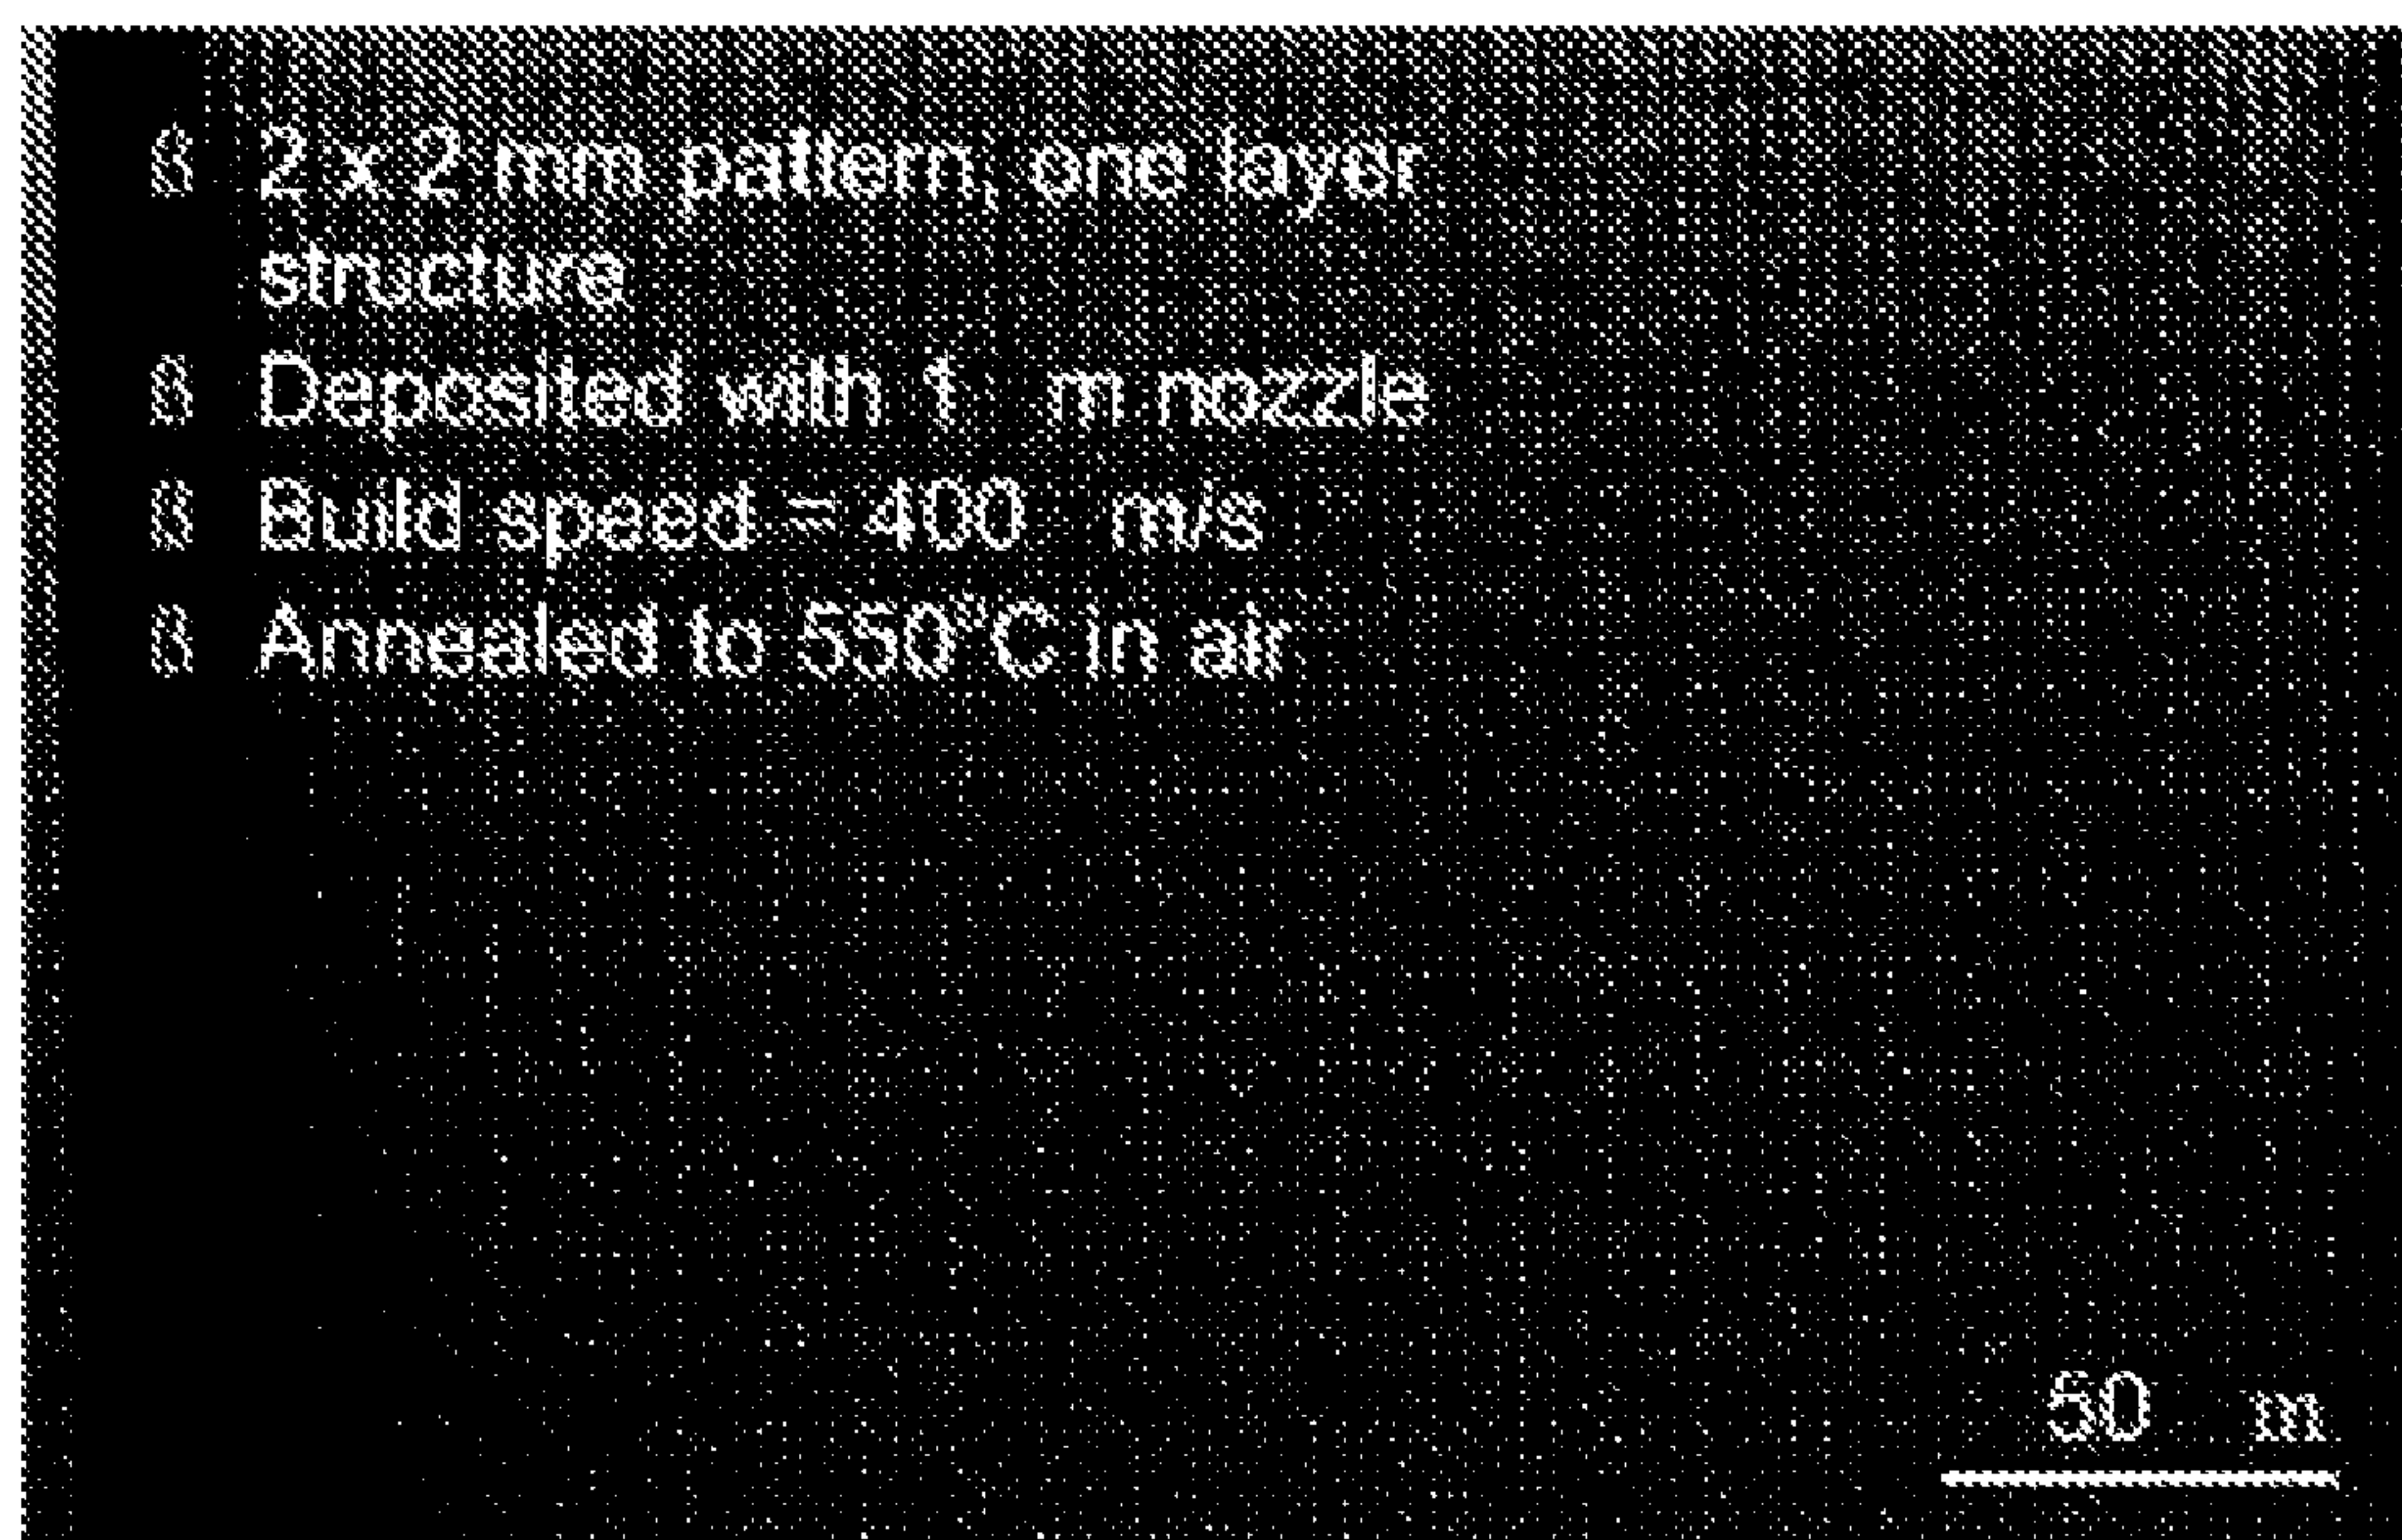 § 2 x 2 mm pattern, one layer
structure
§ Deposited with 1 m nozzle
§ Build speed = 400 m/s
§ Annealed to 550°C in air
50 m